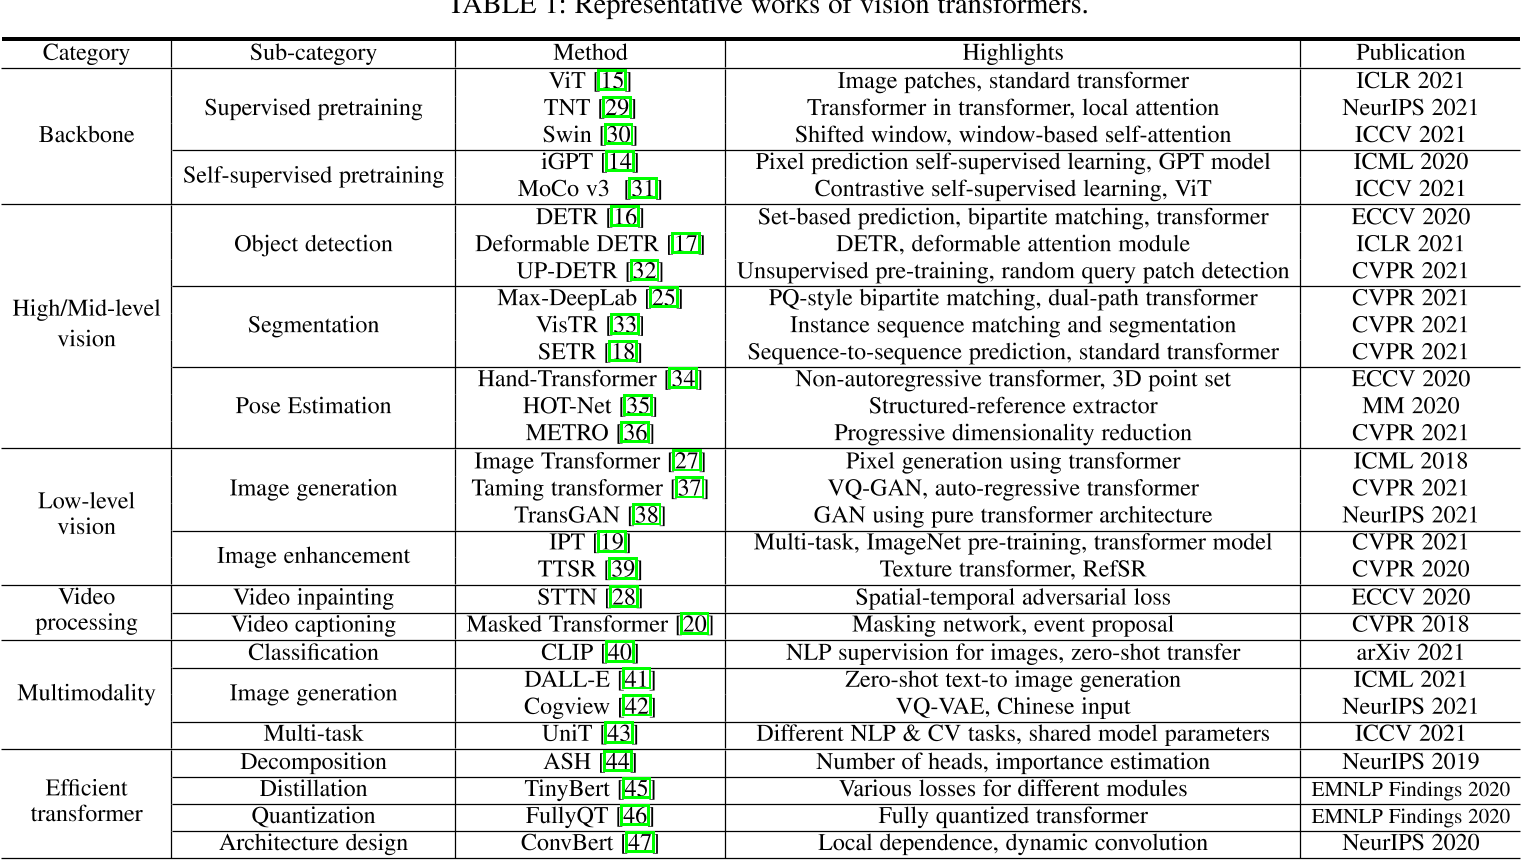 TABLE 1: Representative works of vision transformers.
Category Sub-category Method Highlights Publication
Backbone Supervised pretraining ViT [15] Image patches, standard transformer ICLR 2021
TNT [29] Transformer in transformer, local attention NeurIPS 2021
Swin [30] Shifted window, window-based self-attention ICCV 2021
Self-supervised pretraining iGPT [14] Pixel prediction self-supervised learning, GPT model ICML 2020
MoCo v3 [31] Contrastive self-supervised learning, ViT ICCV 2021
High/Mid-level vision Object detection DETR [16] Set-based prediction, bipartite matching, transformer ECCV 2020
Deformable DETR [17] DETR, deformable attention module ICLR 2021
UP-DETR [32] Unsupervised pre-training, random query patch detection CVPR 2021
Segmentation Max-DeepLab [25] PQ-style bipartite matching, dual-path transformer CVPR 2021
VisTR [33] Instance sequence matching and segmentation CVPR 2021
SETR [18] Sequence-to-sequence prediction, standard transformer CVPR 2021
Pose Estimation Hand-Transformer [34] Non-autoregressive transformer, 3D point set ECCV 2020
HOT-Net [35] Structured-reference extractor MM 2020
METRO [36] Progressive dimensionality reduction CVPR 2021
Low-level vision Image generation Image Transformer [27] Pixel generation using transformer ICML 2018
Taming transformer [37] VQ-GAN, auto-regressive transformer CVPR 2021
TransGAN [38] GAN using pure transformer architecture NeurIPS 2021
Image enhancement IPT [19] Multi-task, ImageNet pre-training, transformer model CVPR 2021
TTSR [39] Texture transformer, RefSR CVPR 2020
Video processing Video inpainting STTN [28] Spatial-temporal adversarial loss ECCV 2020
Video captioning Masked Transformer [20] Masking network, event proposal CVPR 2018
Multimodality Classification CLIP [40] NLP supervision for images, zero-shot transfer arXiv 2021
Image generation DALL-E [41] Zero-shot text-to image generation ICML 2021
Cogview [42] VQ-VAE, Chinese input NeurIPS 2021
Multi-task UniT [43] Different NLP & CV tasks, shared model parameters ICCV 2021
Efficient transformer Decomposition ASH [44] Number of heads, importance estimation NeurIPS 2019
Distillation TinyBert [45] Various losses for different modules EMNLP Findings 2020
Quantization FullyQT [46] Fully quantized transformer EMNLP Findings 2020
Architecture design ConvBert [47] Local dependence, dynamic convolution NeurIPS 2020